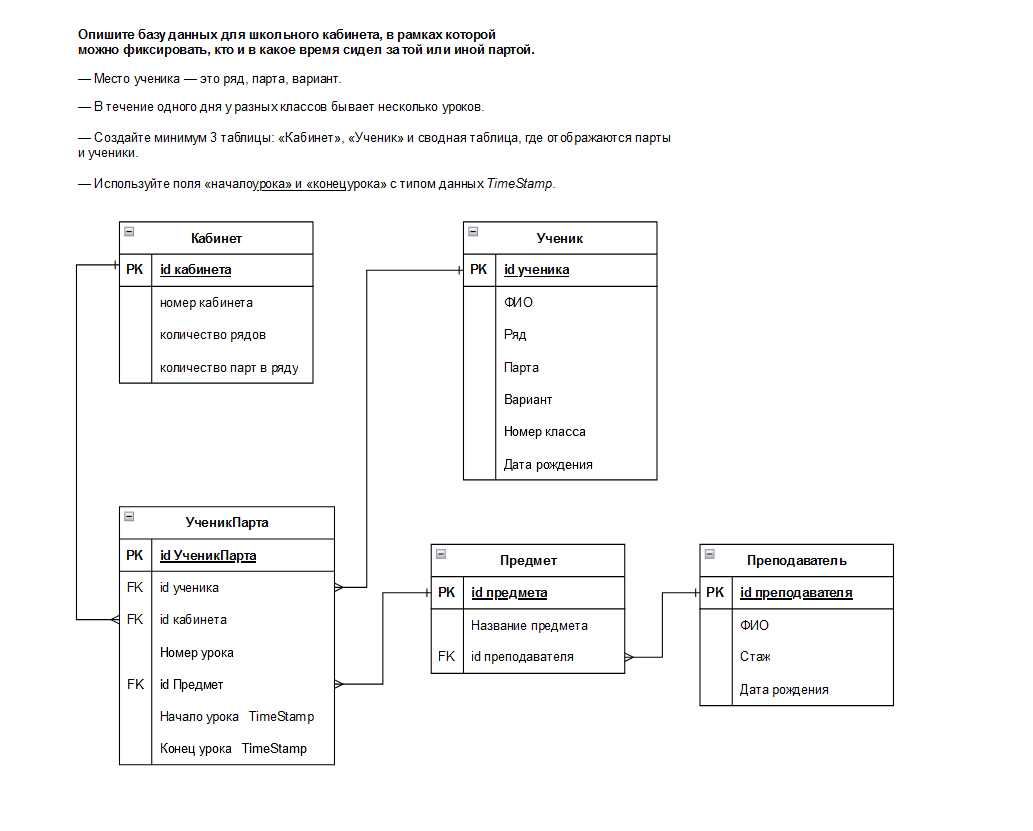 Опишите базу данных для школьного кабинета, в рамках которой
можно фиксировать, кто и в какое время сидел за той или иной партой.
— Место ученика — это ряд, парта, вариант.
— В течение одного дня у разных классов бывает несколько уроков.
— Создайте минимум 3 таблицы: «Кабинет», «Ученик» и сводная таблица, где отображаются парты
и ученики.
— Используйте поля «началоурока» и «конецурока» с типом данных TimeStamp.
Кабинет
PK id кабинета
номер кабинета
количество рядов
количество парт в ряду
Ученик
PK id ученика
ФИО
Ряд
Парта
Вариант
Номер класса
Дата рождения
УченикПарта
PK id УченикПарта
FK id ученика
FK id кабинета
Номер урока
FK id Предмет
Начало урока TimeStamp
Конец урока TimeStamp
Предмет
PK id предмета
Название предмета
FK id преподавателя
Преподаватель
PK id преподавателя
ФИО
Стаж
Дата рождения